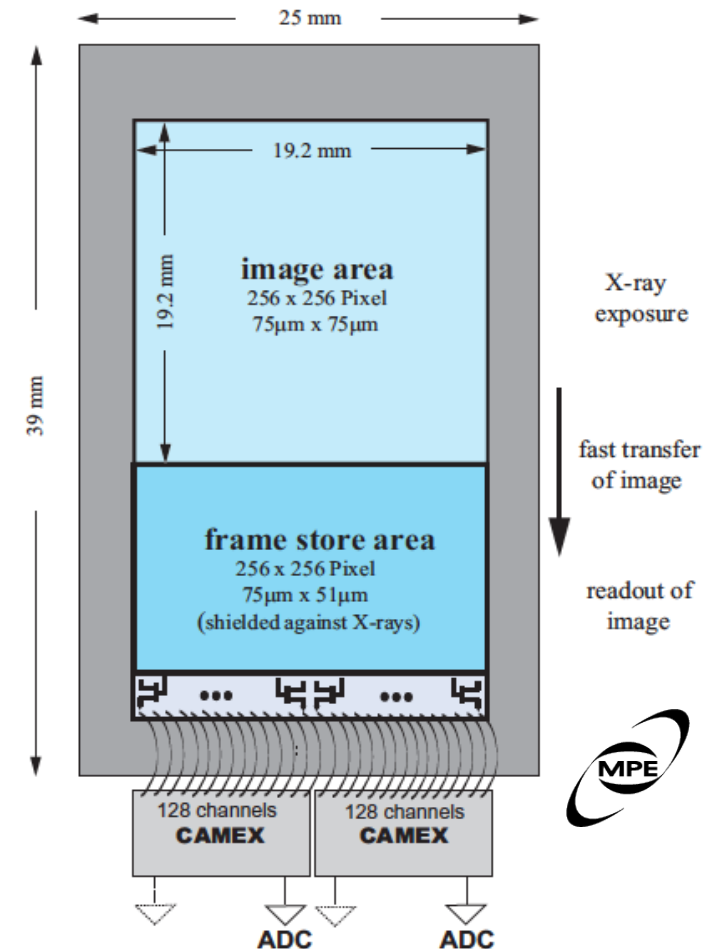 25 mm
19.2 mm
19.2 mm
39 mm
image area
256 x 256 Pixel
75µm x 75µm
X-ray
exposure
fast transfer
of image
frame store area
256 x 256 Pixel
75µm x 51µm
(shielded against X-rays)
readout of
image
MPE
128 channels
CAMEX
128 channels
CAMEX
ADC
ADC